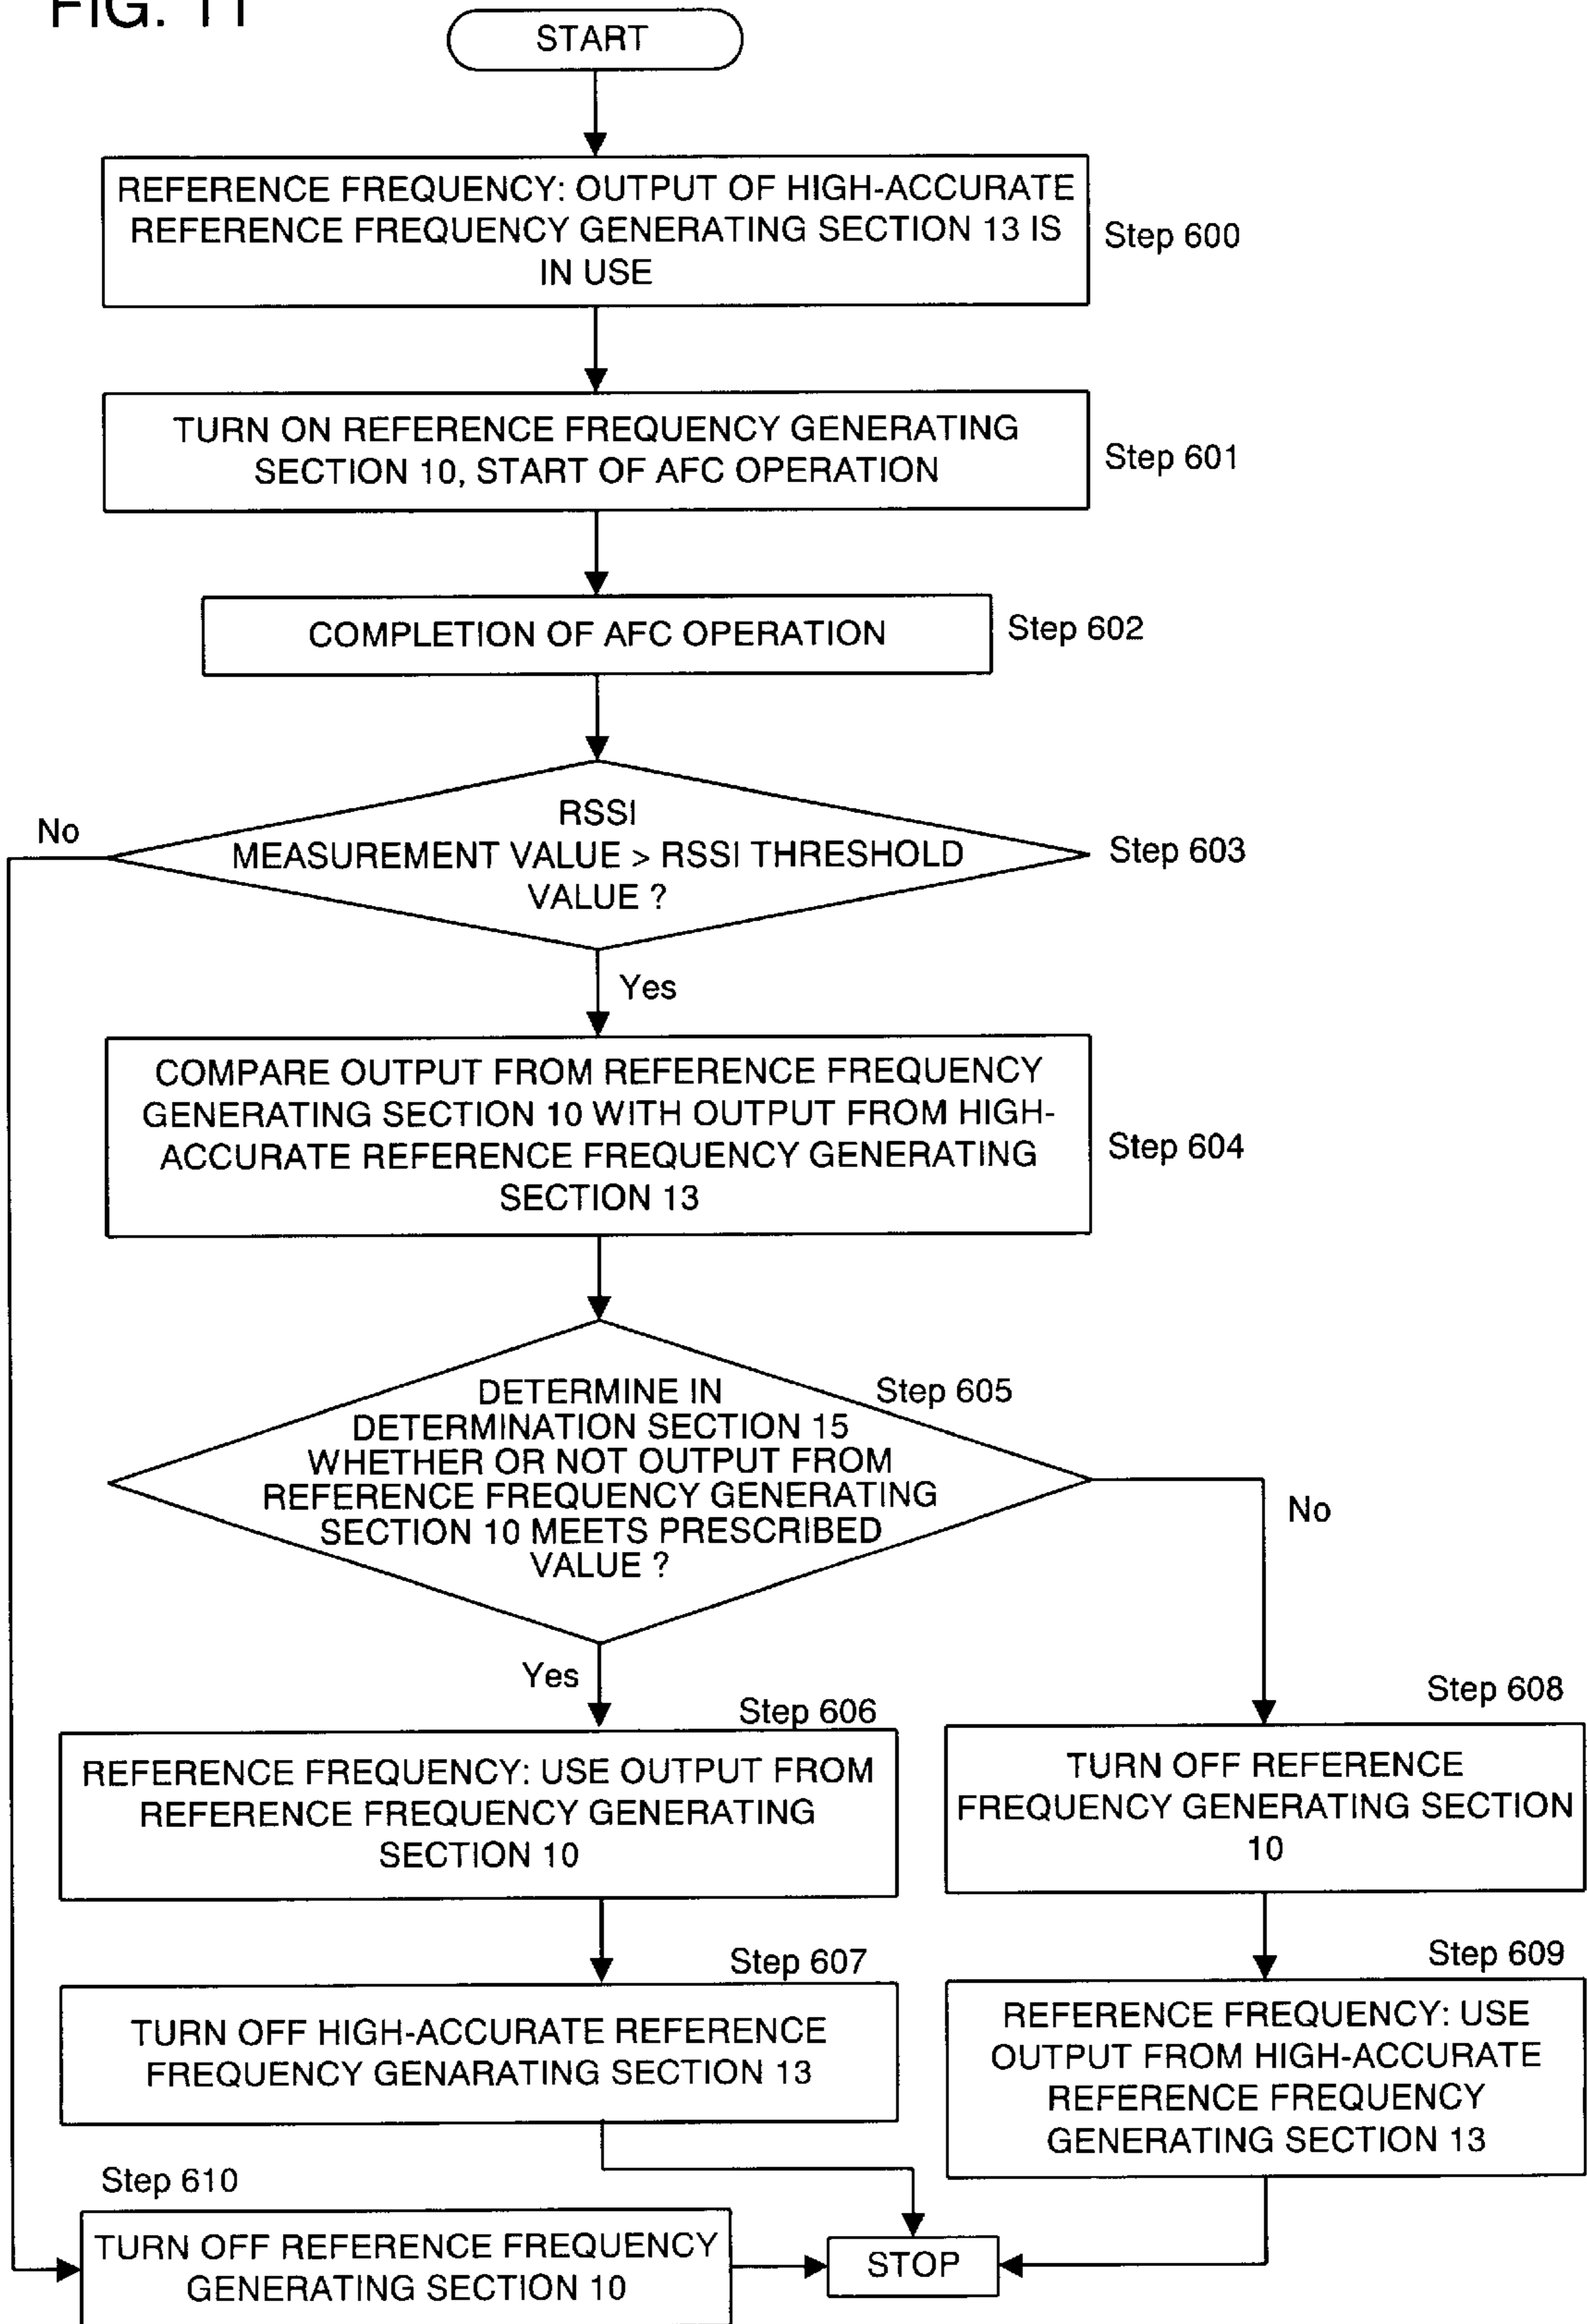 FIG. 11
START
REFERENCE FREQUENCY: OUTPUT OF HIGH-ACCURATE
REFERENCE FREQUENCY GENERATING SECTION 13 IS
IN USE
Step 600
TURN ON REFERENCE FREQUENCY GENERATING
SECTION 10, START OF AFC OPERATION
Step 601
COMPLETION OF AFC OPERATION
Step 602
No
RSSI
MEASUREMENT VALUE > RSSI THRESHOLD
VALUE ?
Step 603
Yes
COMPARE OUTPUT FROM REFERENCE FREQUENCY
GENERATING SECTION 10 WITH OUTPUT FROM HIGH-
ACCURATE REFERENCE FREQUENCY GENERATING
SECTION 13
Step 604
DETERMINE IN
DETERMINATION SECTION 15
WHETHER OR NOT OUTPUT FROM
REFERENCE FREQUENCY GENERATING
SECTION 10 MEETS PRESCRIBED
VALUE ?
Step 605
No
Yes
Step 606
REFERENCE FREQUENCY: USE OUTPUT FROM
REFERENCE FREQUENCY GENERATING
SECTION 10
Step 608
TURN OFF REFERENCE
FREQUENCY GENERATING SECTION
10
Step 607
TURN OFF HIGH-ACCURATE REFERENCE
FREQUENCY GENARATING SECTION 13
Step 609
REFERENCE FREQUENCY: USE
OUTPUT FROM HIGH-ACCURATE
REFERENCE FREQUENCY
GENERATING SECTION 13
Step 610
TURN OFF REFERENCE FREQUENCY
GENERATING SECTION 10
STOP